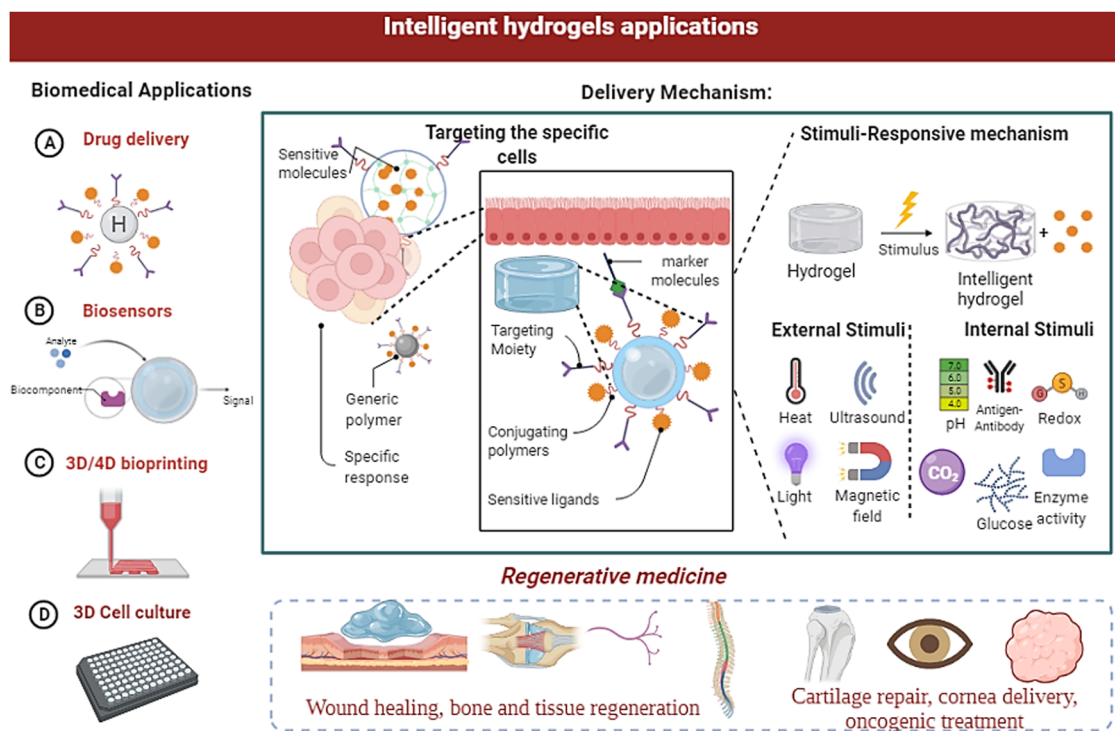 Intelligent hydrogels applications
Biomedical Applications
A
Drug delivery
H
B
Biosensors
Analyte
Biocomponent
Signal
C
3D/4D bioprinting
D
3D Cell culture
Delivery Mechanism:
Targeting the specific
cells
Sensitive
molecules
Generic
polymer
Specific
response
marker
molecules
Targeting
Moiety
Conjugating
polymers
Sensitive ligands
Stimuli-Responsive mechanism
Hydrogel
Stimulus
+
Intelligent
hydrogel
External Stimuli
Heat
Ultrasound
Light
Magnetic
field
Internal Stimuli
7.0
6.0
5.0
4.0
pH
Antigen-
Antibody
G
S
H
Redox
CO2
Glucose
Enzyme
activity
Regenerative medicine
Wound healing, bone and tissue regeneration
Cartilage repair, cornea delivery,
oncogenic treatment